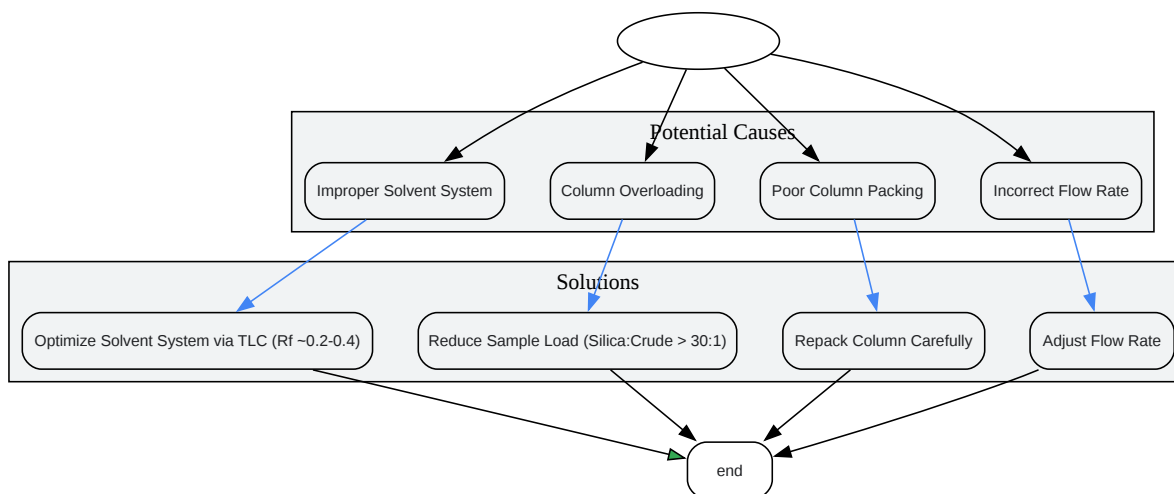 Potential Causes
Improper Solvent System
Column Overloading
Poor Column Packing
Incorrect Flow Rate
Solutions
Optimize Solvent System via TLC (Rf ~0.2-0.4)
Reduce Sample Load (Silica:Crude > 30:1)
Repack Column Carefully
Adjust Flow Rate
end